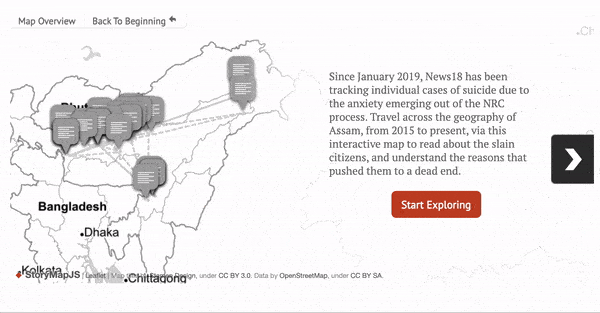 Map Overview
Back To Beginning
Since January 2019, News18 has been
tracking individual cases of suicide due to
the anxiety emerging out of the NRC
process. Travel across the geography of
Assam, from 2015 to present, via this
interactive map to read about the slain
citizens, and understand the reasons that
pushed them to a dead end.
Start Exploring
Bangladesh
Dhaka
Kolkata
Chittagong
StoryMapJS | Leaflet | Map Design, under CC BY 3.0. Data by OpenStreetMap, under CC BY SA.